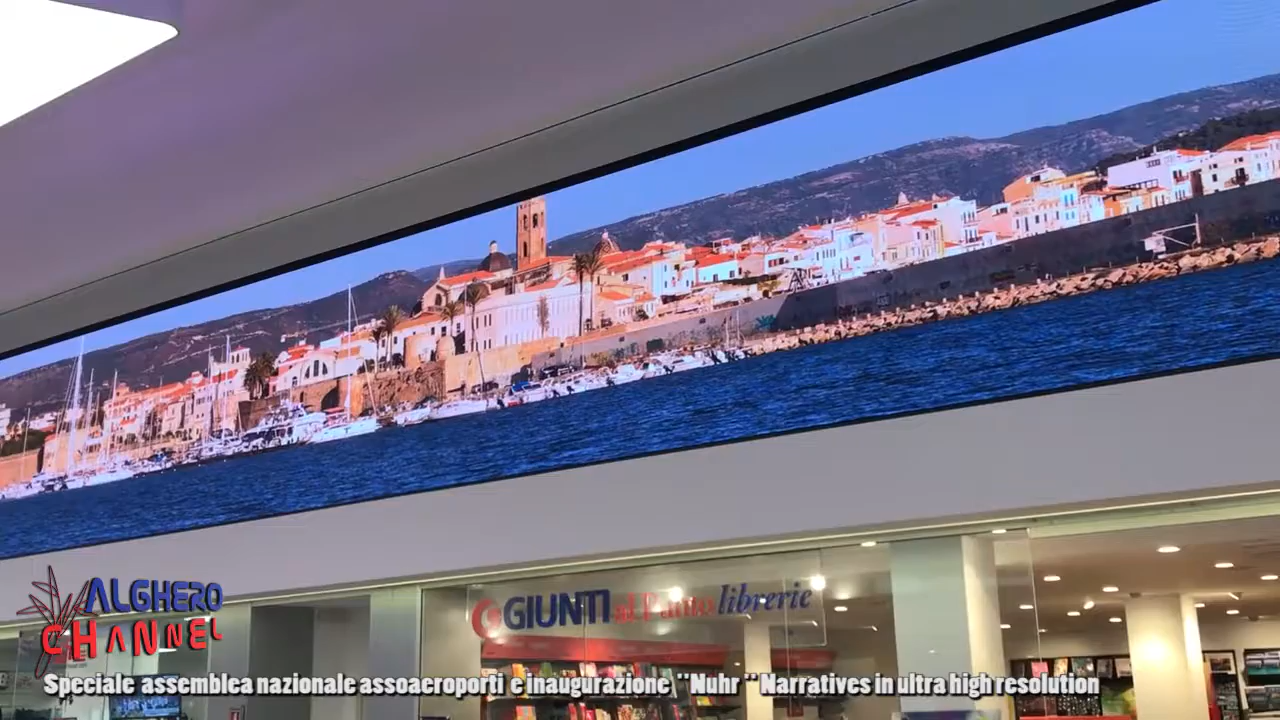 GIUNTI al Punto librerie
ALGHERO
CHANNEL
Speciale assemblea nazionale assoaeroporti e inaugurazione ¨Nuhr¨ Narratives in ultra high resolution